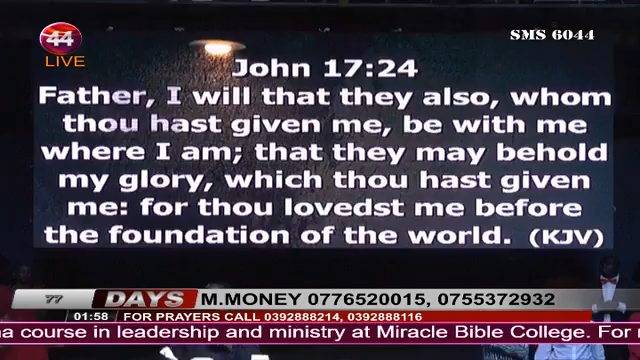 44
LIVE
SMS 6044
John 17:24
Father, I will that they also, whom
thou hast given me, be with me
where I am; that they may behold
my glory, which thou hast given
me: for thou lovedst me before
the foundation of the world. (KJV)
77 DAYS M.MONEY 0776520015, 0755372932
01:58 FOR PRAYERS CALL 0392888214, 0392888116
na course in leadership and ministry at Miracle Bible College. For